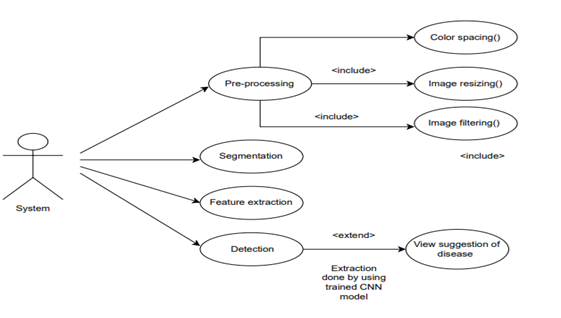 Color spacing()
<include>
Pre-processing
Image resizing()
<include>
Image filtering()
Segmentation
<include>
System
Feature extraction
<extend>
Detection
View suggestion of
disease
Extraction
done by using
trained CNN
model